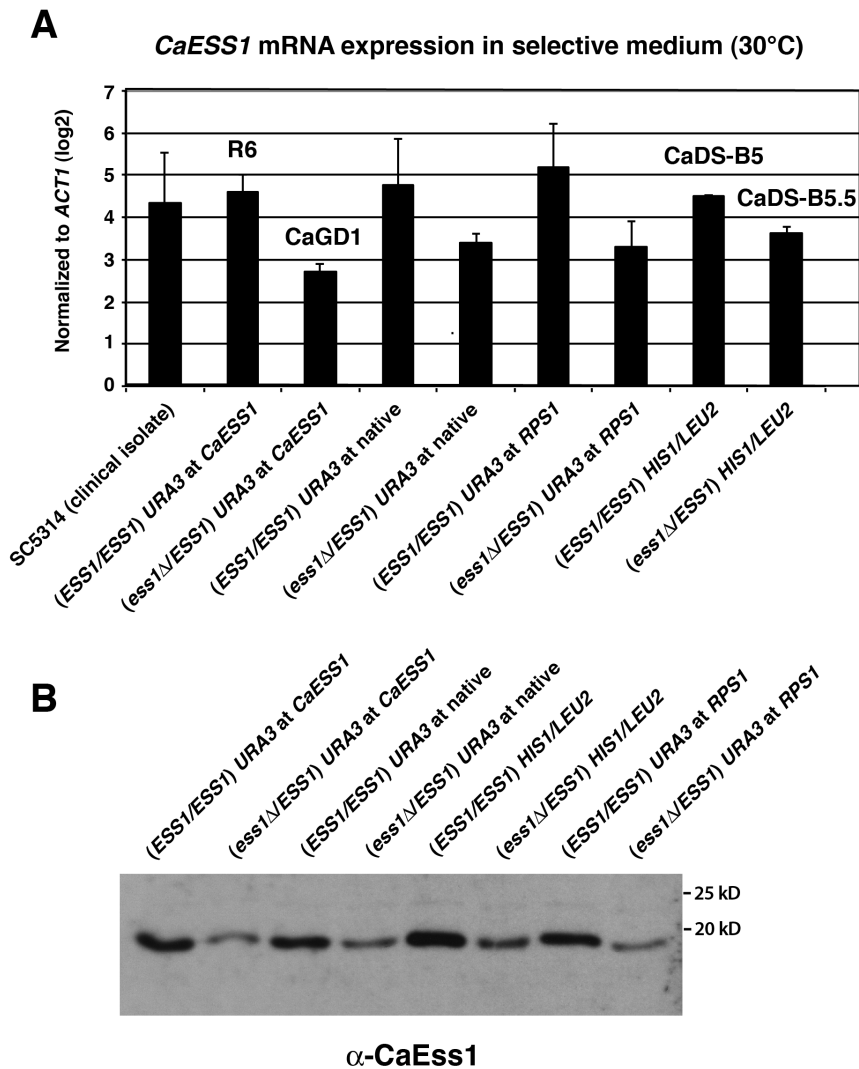 A
CaESS1 mRNA expression in selective medium (30°C)
Normalized to ACT1 (log2)
7
6
5
4
3
2
1
0
R6
CaGD1
CaDS-B5
CaDS-B5.5
SC5314 (clinical isolate)
(ESS1/ESS1) URA3 at CaESS1
(ess1Δ/ESS1) URA3 at CaESS1
(ESS1/ESS1) URA3 at native
(ess1Δ/ESS1) URA3 at native
(ESS1/ESS1) URA3 at RPS1
(ess1Δ/ESS1) URA3 at RPS1
(ESS1/ESS1) HIS1/LEU2
(ess1Δ/ESS1) HIS1/LEU2
B
(ESS1/ESS1) URA3 at CaESS1
(ess1Δ/ESS1) URA3 at CaESS1
(ESS1/ESS1) URA3 at native
(ess1Δ/ESS1) URA3 at native
(ESS1/ESS1) HIS1/LEU2
(ess1Δ/ESS1) HIS1/LEU2
(ESS1/ESS1) URA3 at RPS1
(ess1Δ/ESS1) URA3 at RPS1
25 kD
20 kD
α-CaEss1